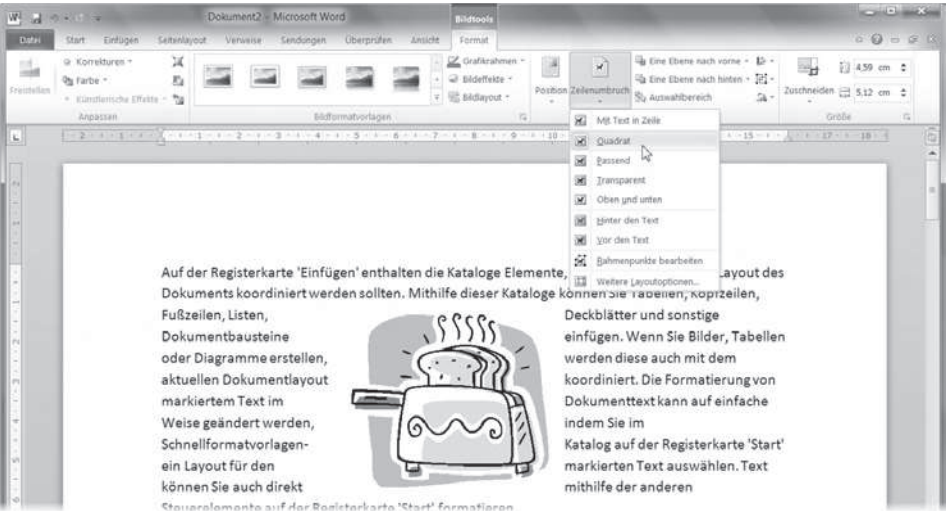 Dokument2 - Microsoft Word
Bildtools
Datei Start Einfügen Seitenlayout Verweise Sendungen Überprüfen Ansicht Format
Freistellen
Korrekturen
Farbe
Künstlerische Effekte
Anpassen
Bildformatvorlagen
Grafikrahmen
Bildeffekte
Bildlayout
Position
Zeilenumbruch
Eine Ebene nach vorne
Eine Ebene nach hinten
Auswahlbereich
Zuschneiden
4,59 cm
5,12 cm
Größe
Mit Text in Zeile
Quadrat
Passend
Transparent
Oben und unten
Hinter den Text
Vor den Text
Rahmenpunkte bearbeiten
Weitere Layoutoptionen...
Auf der Registerkarte 'Einfügen' enthalten die Kataloge Elemente, Layout des
Dokuments koordiniert werden sollten. Mithilfe dieser Kataloge können Sie Tabellen, Kopfzeilen,
Fußzeilen, Listen, Deckblätter und sonstige
Dokumentbausteine einfügen. Wenn Sie Bilder, Tabellen
oder Diagramme erstellen, werden diese auch mit dem
aktuellen Dokumentlayout koordiniert. Die Formatierung von
markiertem Text im Dokumenttext kann auf einfache
Weise geändert werden, indem Sie im
Schnellformatvorlagen- Katalog auf der Registerkarte 'Start'
ein Layout für den markierten Text auswählen. Text
können Sie auch direkt mithilfe der anderen
Steuerelemente auf der Registerkarte 'Start' formatieren